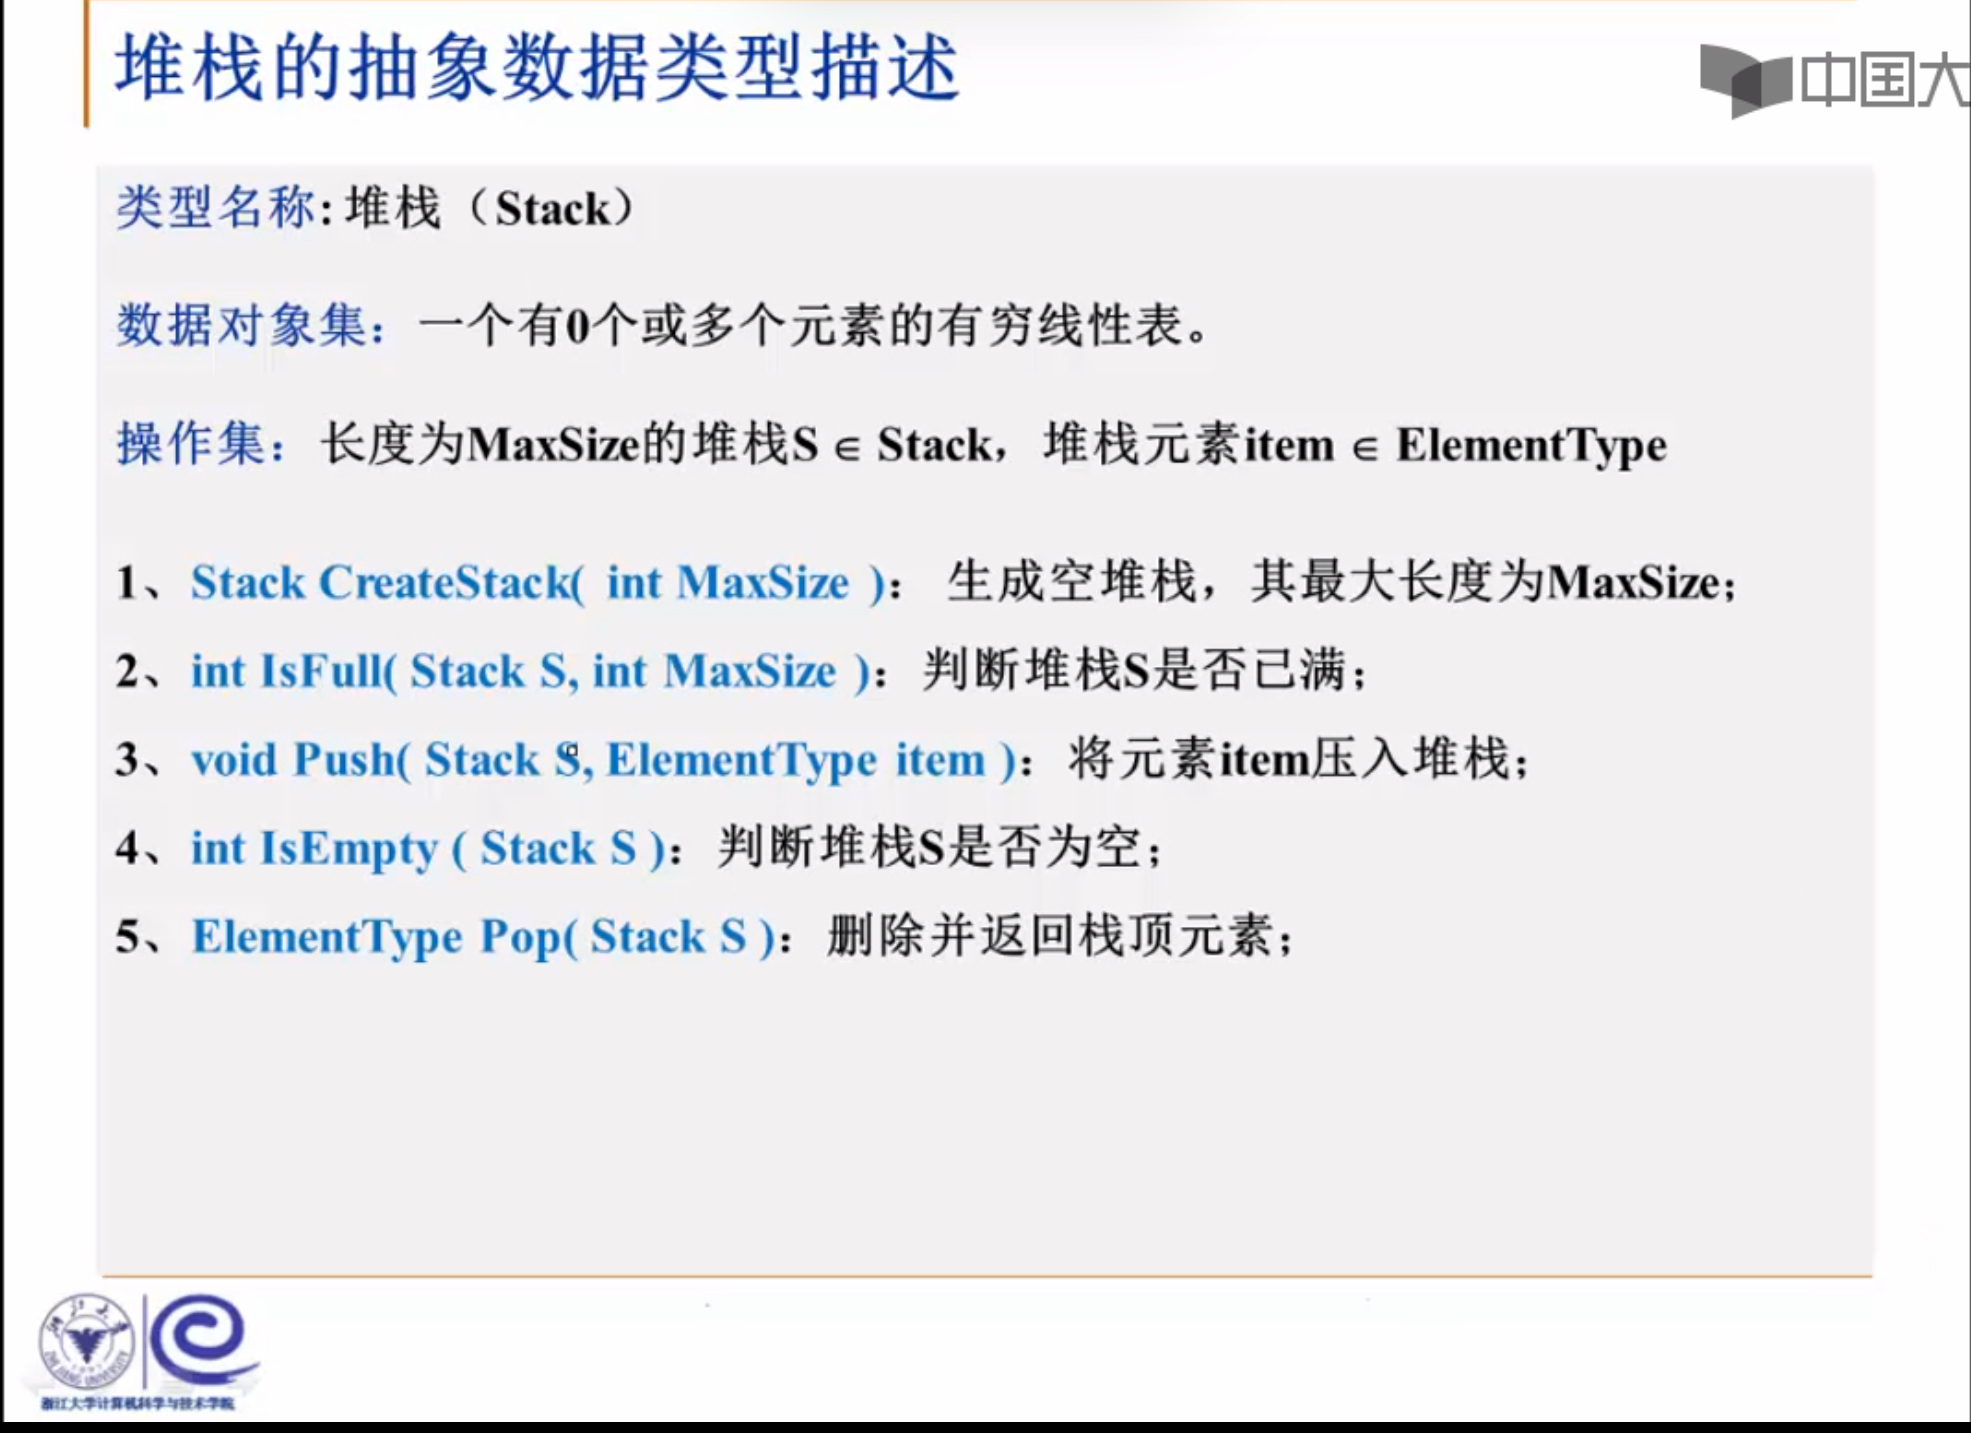 堆栈的抽象数据类型描述
中国大
类型名称:堆栈（Stack）
数据对象集：一个有0个或多个元素的有穷线性表。
操作集：长度为MaxSize的堆栈S ∈ Stack，堆栈元素item ∈ ElementType
1、Stack CreateStack( int MaxSize )： 生成空堆栈，其最大长度为MaxSize；
2、int IsFull( Stack S, int MaxSize )：判断堆栈S是否已满；
3、void Push( Stack S, ElementType item )：将元素item压入堆栈；
4、int IsEmpty ( Stack S )：判断堆栈S是否为空；
5、ElementType Pop( Stack S )：删除并返回栈顶元素；
浙江大学计算机科学与技术学院